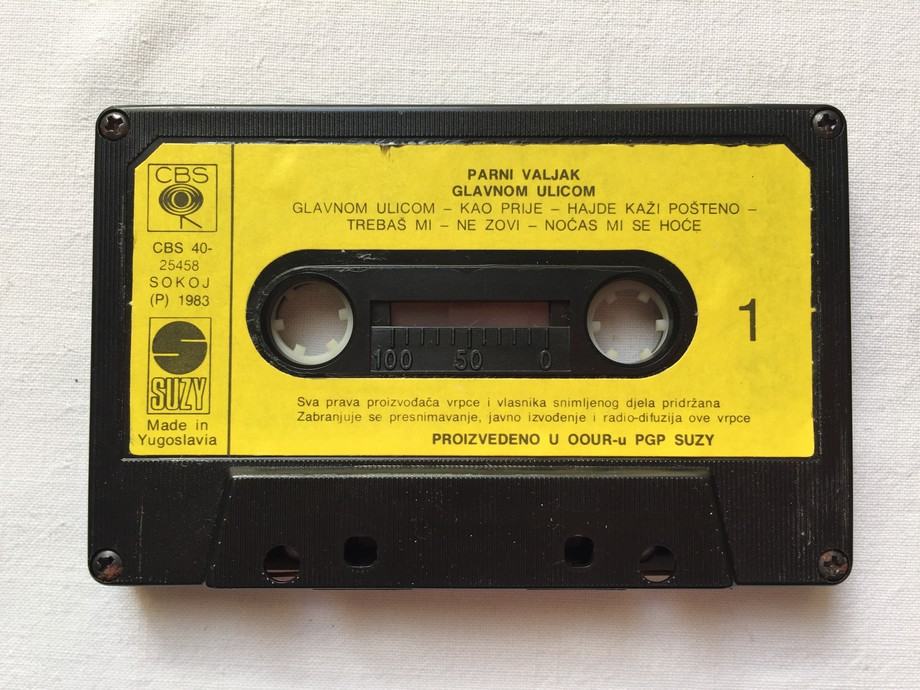 CBS
CBS 40-
25458
SOKOJ
(P) 1983
SUZY
Made in
Yugoslavia
PARNI VALJAK
GLAVNOM ULICOM
GLAVNOM ULICOM – KAO PRIJE – HAJDE KAŽI POŠTENO –
TREBAŠ MI – NE ZOVI – NOĆAS MI SE HOĆE
1
100 50 0
Sva prava proizvođača vrpce i vlasnika snimljenog djela pridržana
Zabranjuje se presnimavanje, javno izvođenje i radio-difuzija ove vrpce
PROIZVEDENO U OOUR-u PGP SUZY